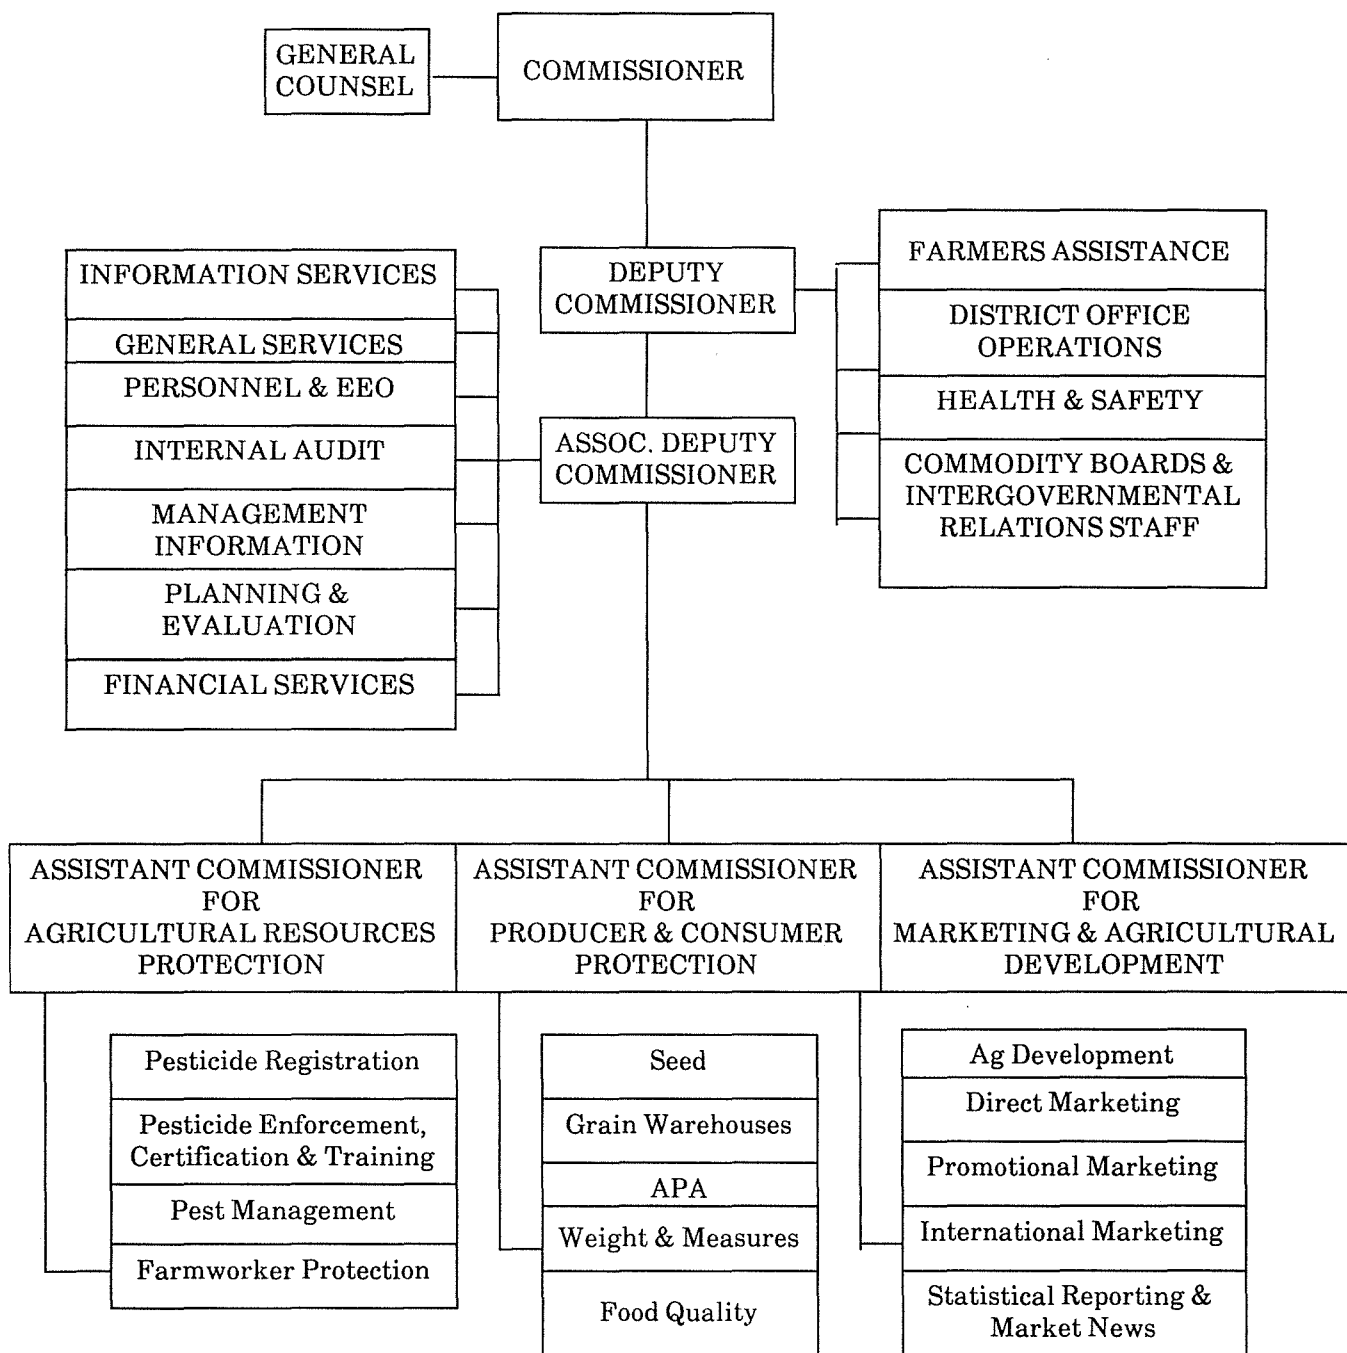 GENERAL
COUNSEL
COMMISSIONER
INFORMATION SERVICES
GENERAL SERVICES
PERSONNEL & EEO
INTERNAL AUDIT
MANAGEMENT
INFORMATION
PLANNING &
EVALUATION
FINANCIAL SERVICES
DEPUTY
COMMISSIONER
ASSOC. DEPUTY
COMMISSIONER
FARMERS ASSISTANCE
DISTRICT OFFICE
OPERATIONS
HEALTH & SAFETY
COMMODITY BOARDS &
INTERGOVERNMENTAL
RELATIONS STAFF
ASSISTANT COMMISSIONER
FOR
AGRICULTURAL RESOURCES
PROTECTION
ASSISTANT COMMISSIONER
FOR
PRODUCER & CONSUMER
PROTECTION
ASSISTANT COMMISSIONER
FOR
MARKETING & AGRICULTURAL
DEVELOPMENT
Pesticide Registration
Pesticide Enforcement,
Certification & Training
Pest Management
Farmworker Protection
Seed
Grain Warehouses
APA
Weight & Measures
Food Quality
Ag Development
Direct Marketing
Promotional Marketing
International Marketing
Statistical Reporting &
Market News